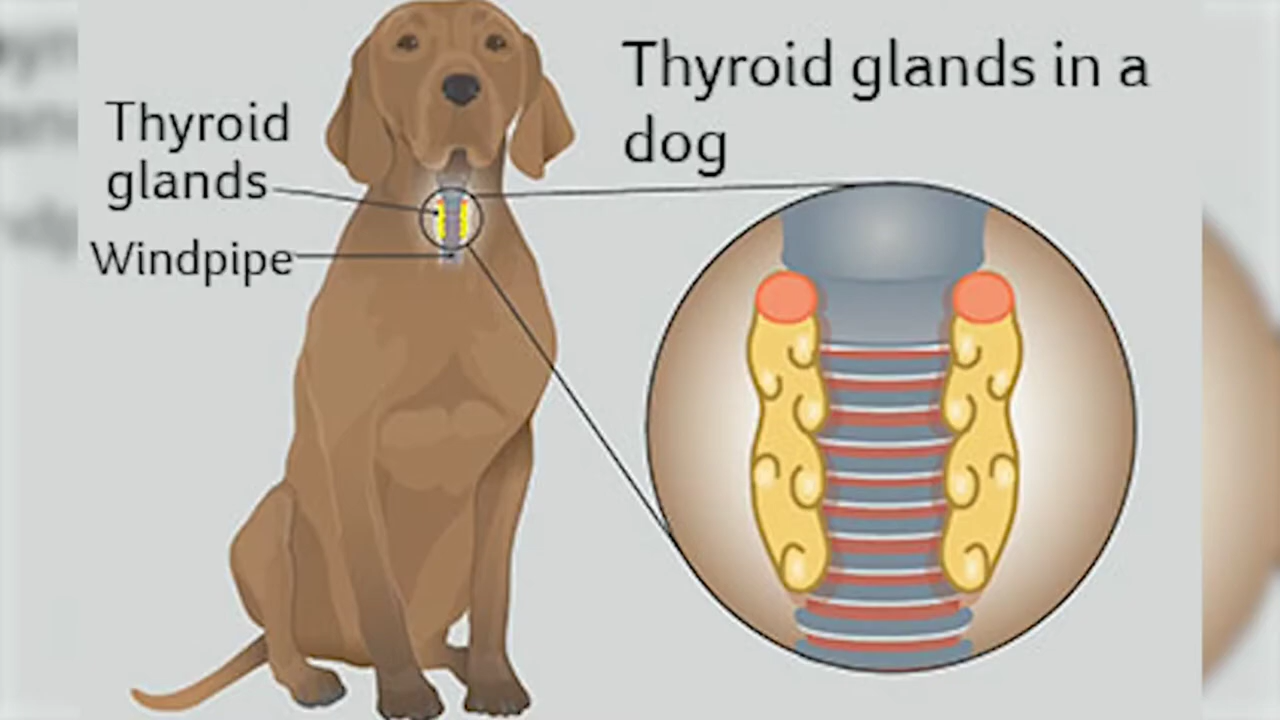 Thyroid glands in a
dog
Thyroid
glands
Windpipe